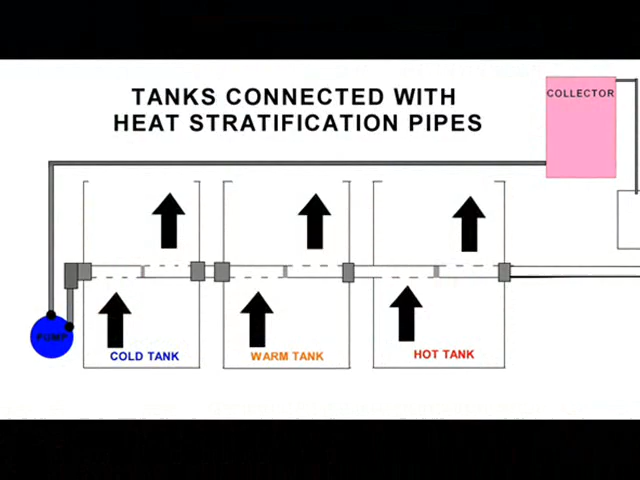 TANKS CONNECTED WITH
HEAT STRATIFICATION PIPES
COLLECTOR
PUMP
COLD TANK
WARM TANK
HOT TANK